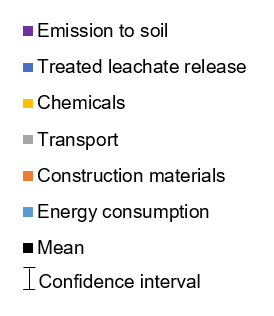 Emission to soil
Treated leachate release
Chemicals
Transport
Construction materials
Energy consumption
Mean
Confidence interval